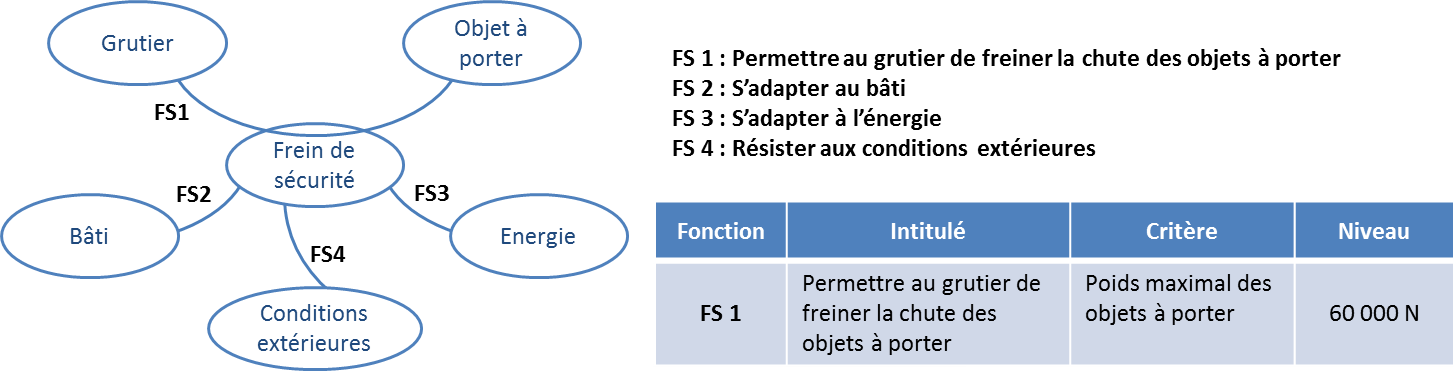 Grutier
Objet à
porter
FS1
Frein de
sécurité
FS2
FS3
Bâti
Energie
FS4
Conditions
extérieures
FS 1 : Permettre au grutier de freiner la chute des objets à porter
FS 2 : S’adapter au bâti
FS 3 : S’adapter à l’énergie
FS 4 : Résister aux conditions extérieures
Fonction Intitulé Critère Niveau
FS 1
Permettre au grutier de
freiner la chute des
objets à porter
Poids maximal des
objets à porter
60 000 N